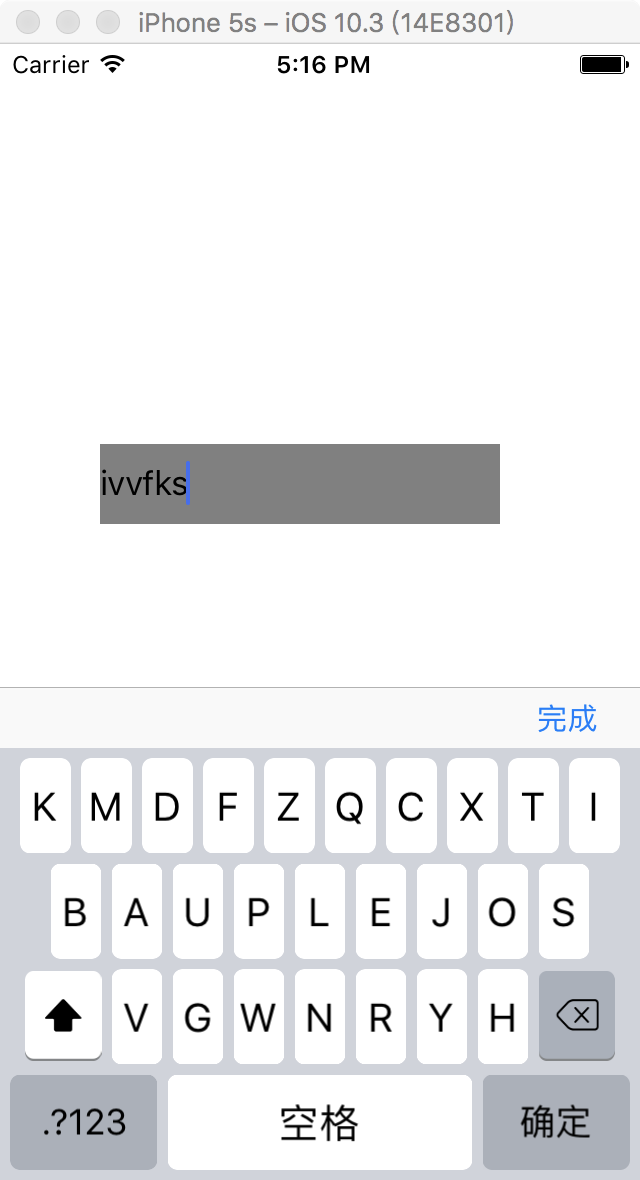 iPhone 5s – iOS 10.3 (14E8301)
Carrier 5:16 PM
ivvfks
完成
K M D F Z Q C X T I
B A U P L E J O S
V G W N R Y H
.?123 空格 确定